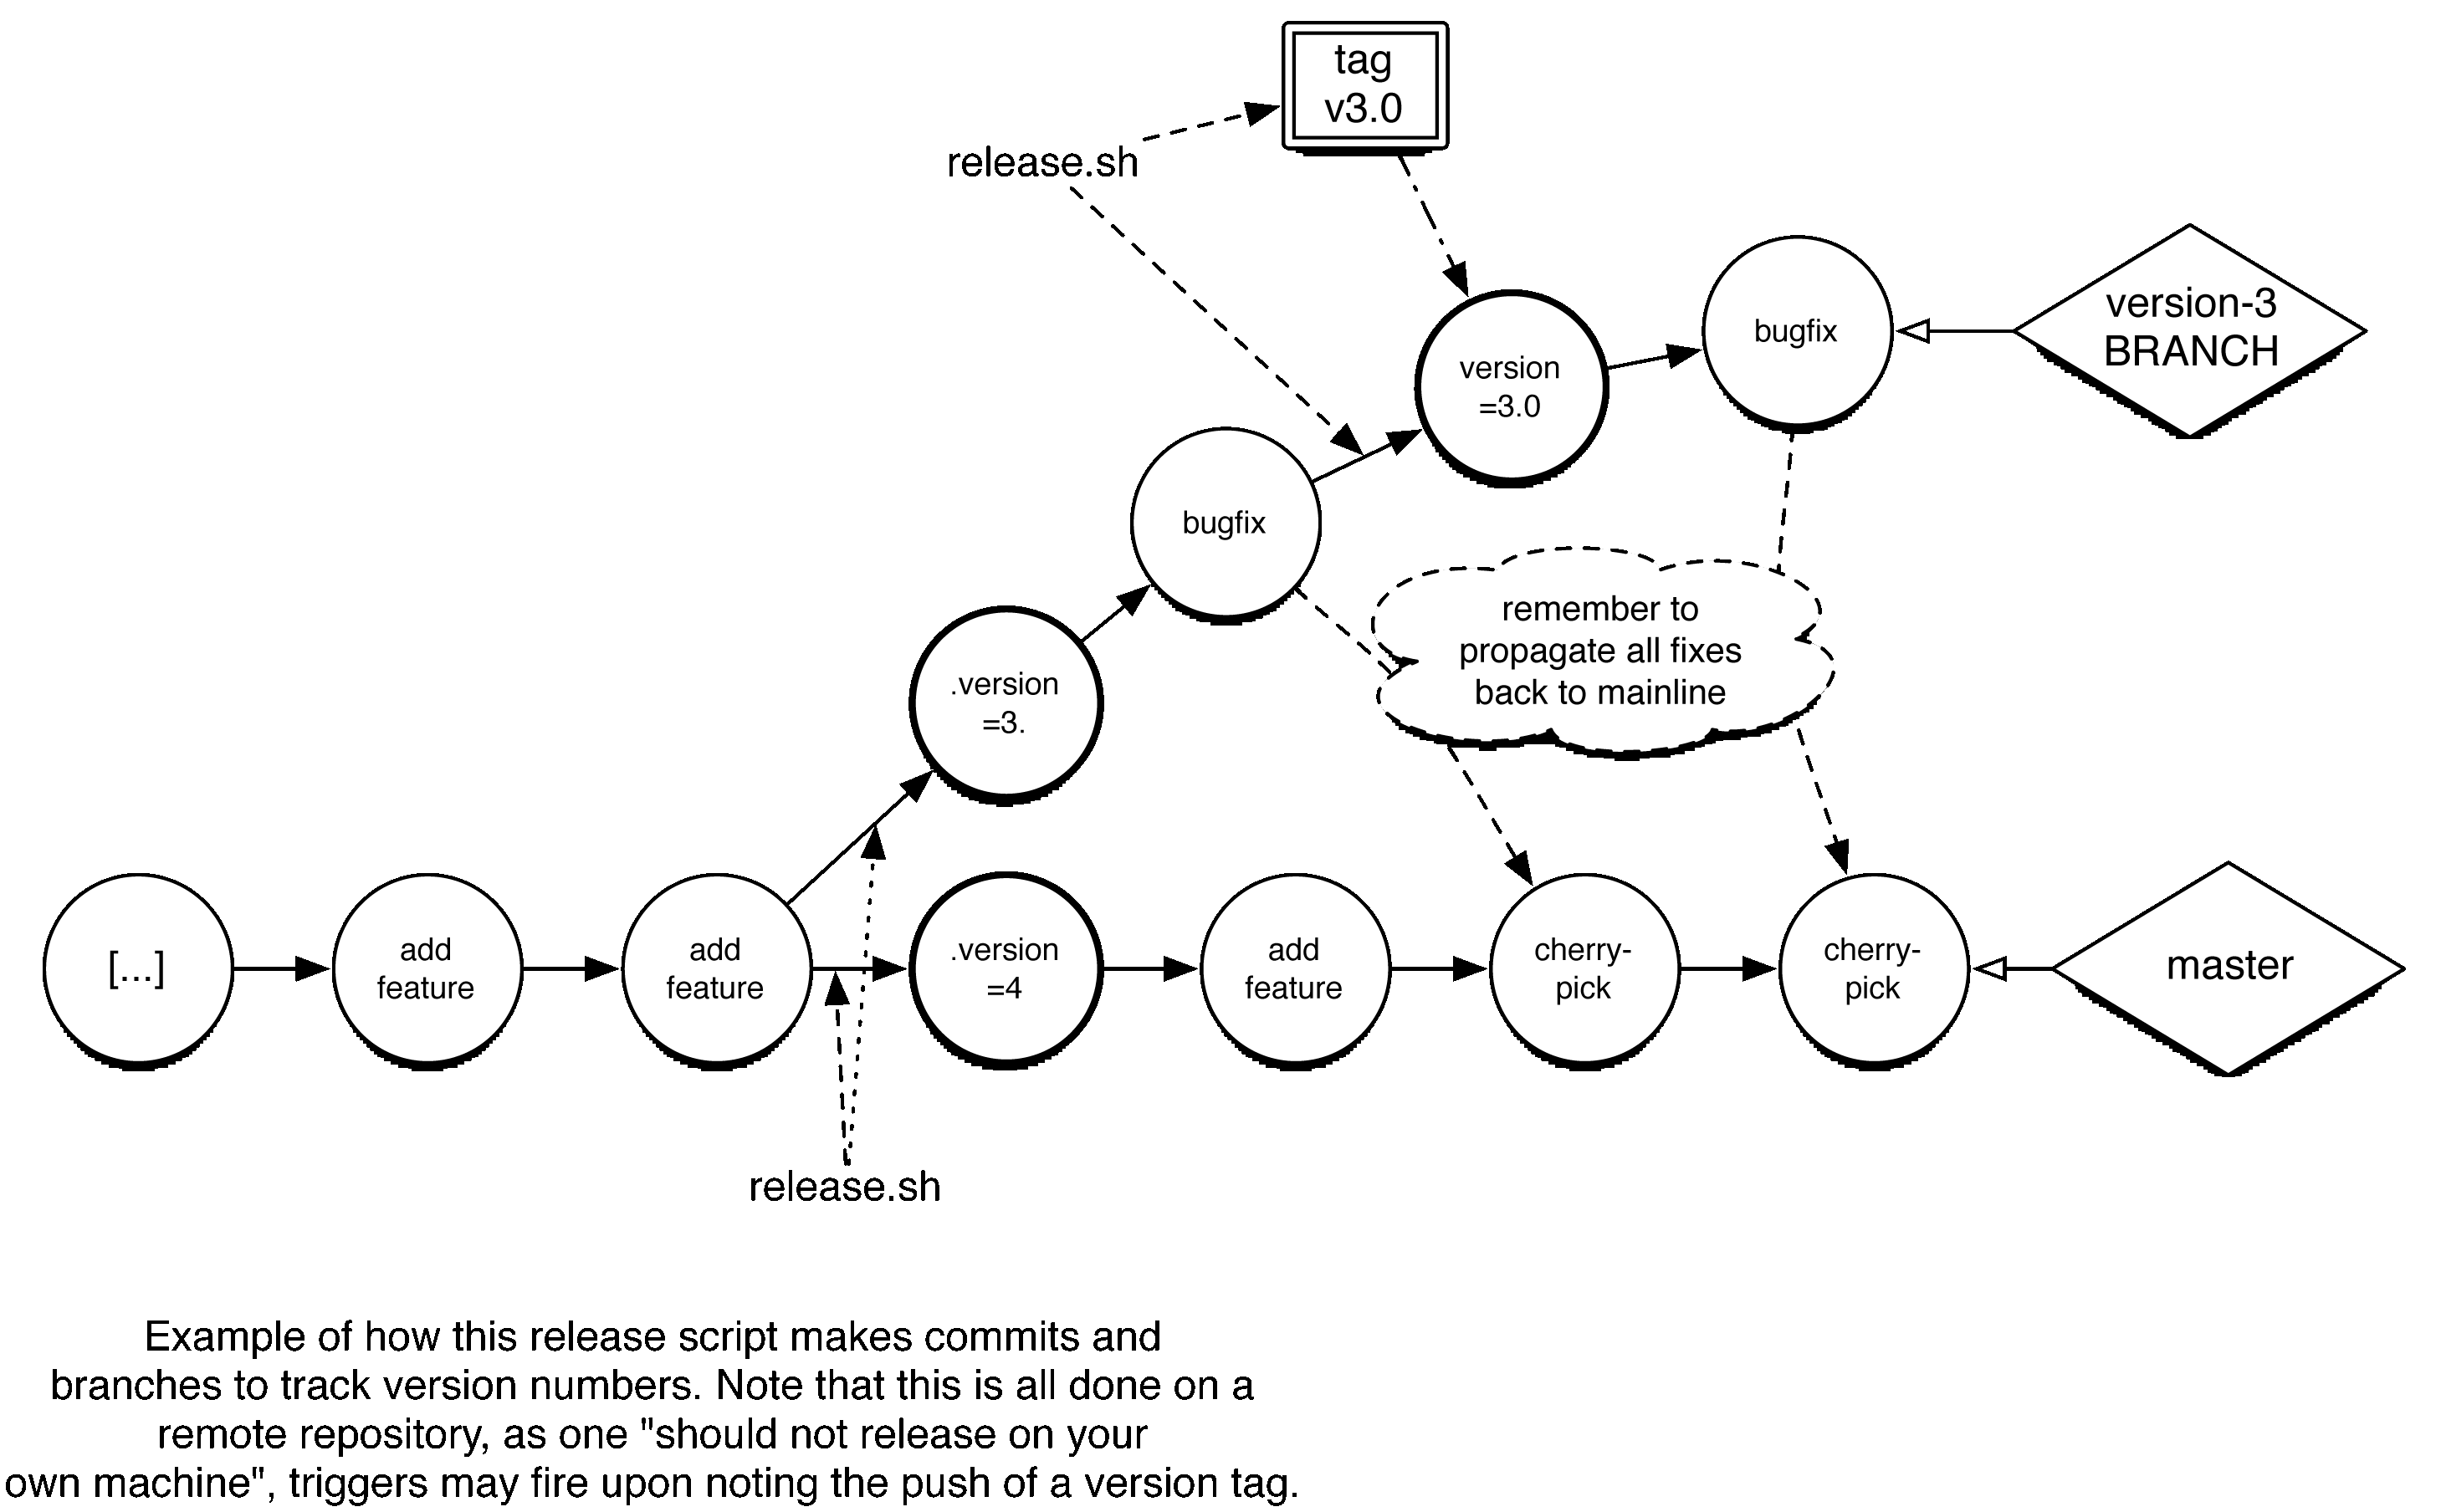 tag
v3.0
release.sh
version-3
BRANCH
bugfix
version
=3.0
bugfix
remember to
propagate all fixes
back to mainline
.version
=3.
[...]
add
feature
add
feature
.version
=4
add
feature
cherry-
pick
cherry-
pick
master
release.sh
Example of how this release script makes commits and
branches to track version numbers. Note that this is all done on a
remote repository, as one "should not release on your
own machine", triggers may fire upon noting the push of a version tag.